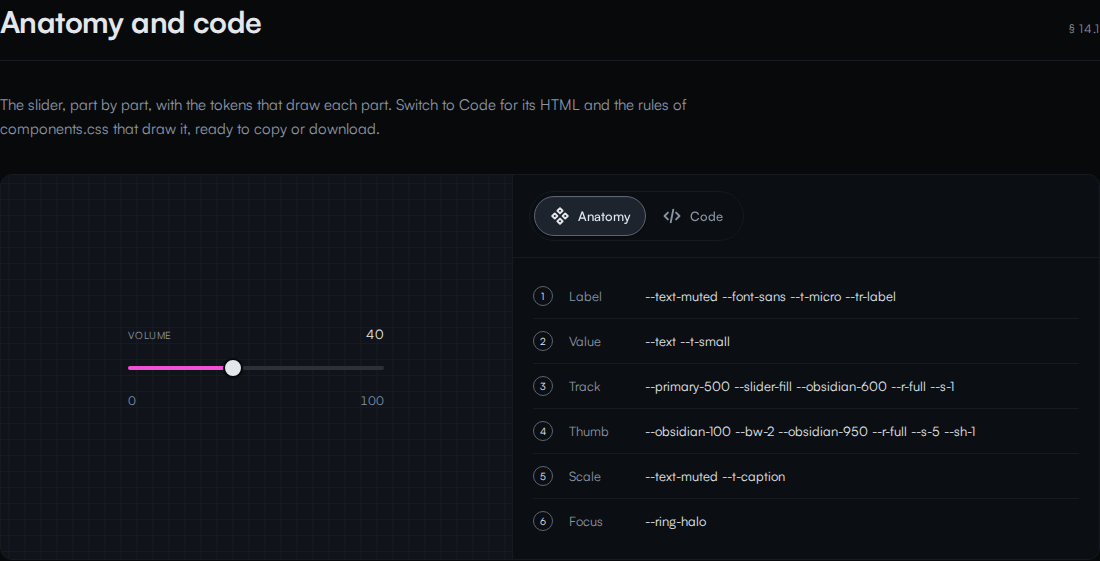 Anatomy and code
§ 14.1
The slider, part by part, with the tokens that draw each part. Switch to Code for its HTML and the rules of
components.css that draw it, ready to copy or download.
Anatomy
Code
VOLUME 40
0 100
1 Label --text-muted --font-sans --t-micro --tr-label
2 Value --text --t-small
3 Track --primary-500 --slider-fill --obsidian-600 --r-full --s-1
4 Thumb --obsidian-100 --bw-2 --obsidian-950 --r-full --s-5 --sh-1
5 Scale --text-muted --t-caption
6 Focus --ring-halo